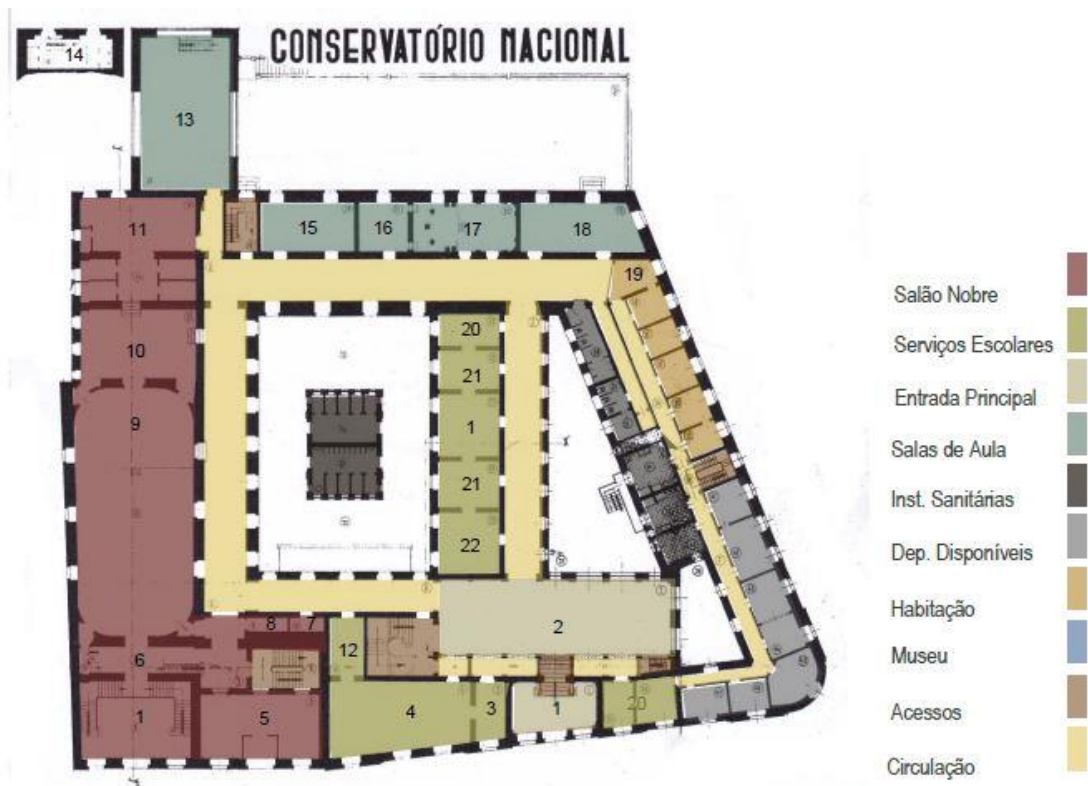 CONSERVATÓRIO NACIONAL
14
13
11
15
16
17
18
19
10
20
21
9
1
21
22
8
7
12
2
6
1
5
4
3
1
20
Salão Nobre
Serviços Escolares
Entrada Principal
Salas de Aula
Inst. Sanitárias
Dep. Disponíveis
Habitação
Museu
Acessos
Circulação